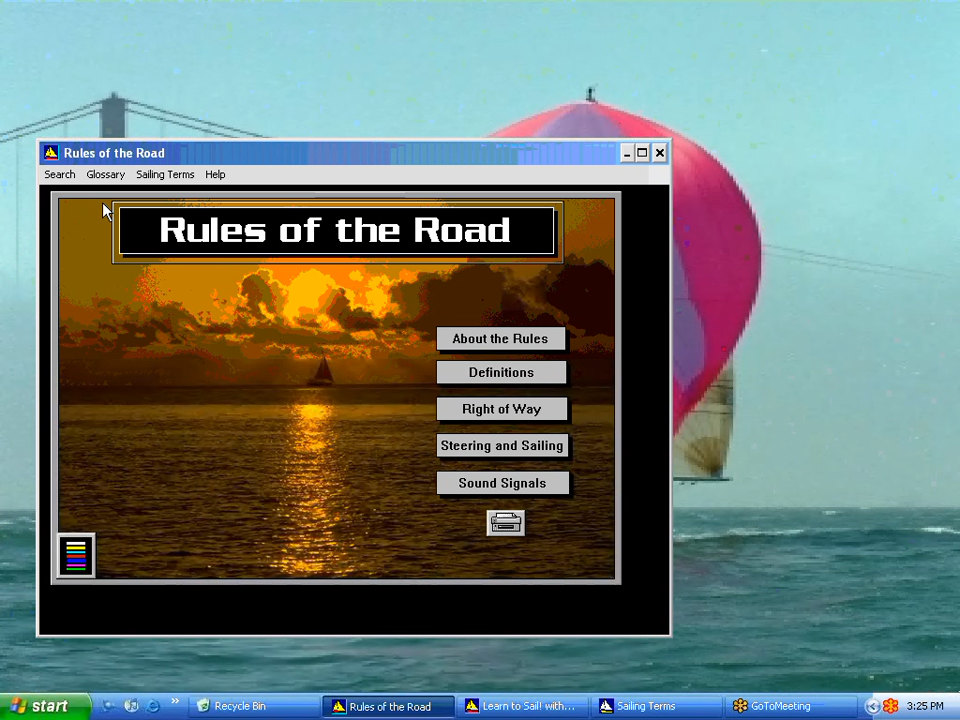 Rules of the Road
Search Glossary Sailing Terms Help
Rules of the Road
About the Rules
Definitions
Right of Way
Steering and Sailing
Sound Signals
start Recycle Bin Rules of the Road Learn to Sail! with... Sailing Terms GoToMeeting 3:25 PM